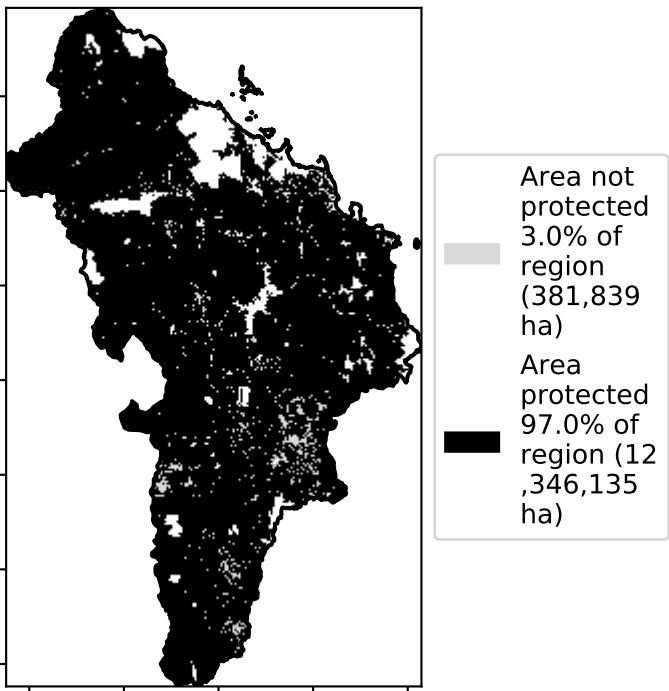 Area not
protected
3.0% of
region
(381,839
ha)
Area
protected
97.0% of
region (12
,346,135
ha)